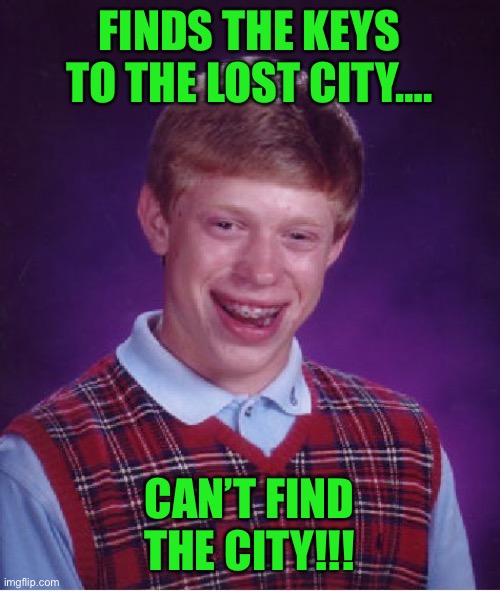 FINDS THE KEYS
TO THE LOST CITY....
CAN'T FIND
THE CITY!!!
imgflip.com